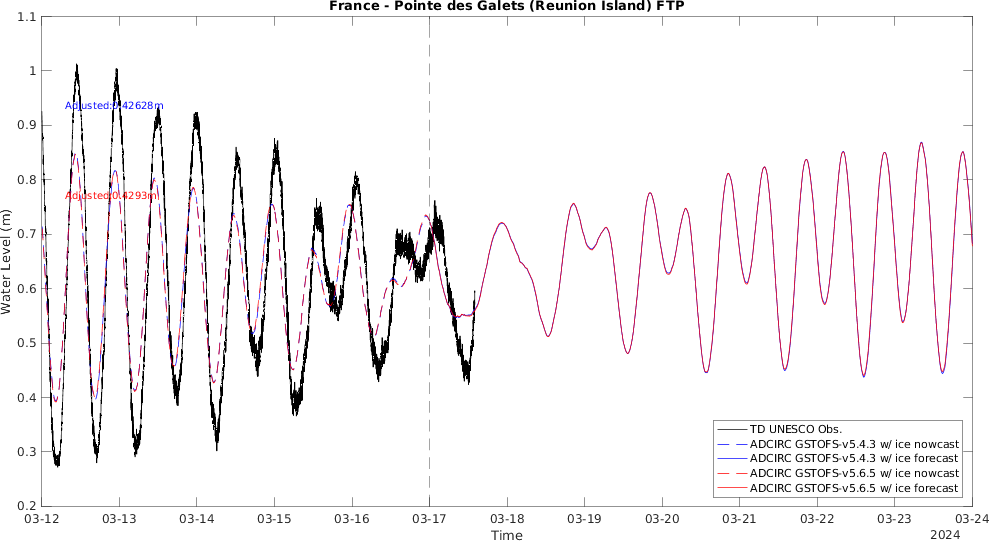 France - Pointe des Galets (Reunion Island) FTP
Water Level (m)
1.1
1
0.9
0.8
0.7
0.6
0.5
0.4
0.3
0.2
Adjusted:0.42628m
Adjusted:0.4293m
TD UNESCO Obs.
ADCIRC GSTOFS-v5.4.3 w/ ice nowcast
ADCIRC GSTOFS-v5.4.3 w/ ice forecast
ADCIRC GSTOFS-v5.6.5 w/ ice nowcast
ADCIRC GSTOFS-v5.6.5 w/ ice forecast
03-12 03-13 03-14 03-15 03-16 03-17 03-18 03-19 03-20 03-21 03-22 03-23 03-24
Time
2024